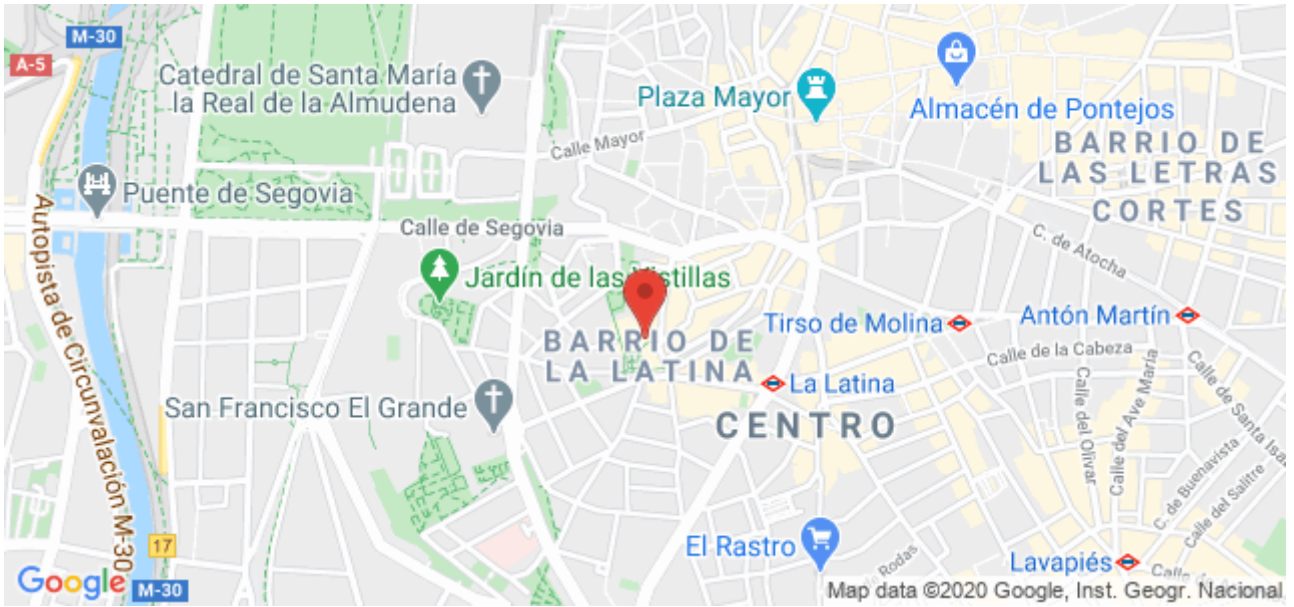 M-30
A-5
Catedral de Santa María
la Real de la Almudena
Plaza Mayor
Almacén de Pontejos
Calle Mayor
BARRIO DE
LAS LETRAS
CORTES
Puente de Segovia
Calle de Segovia
C. de Atocha
Autopista de Circunvalación M-30
Jardín de las Vistillas
BARRIO DE
LA LATINA
Tirso de Molina
Antón Martín
Calle de la Cabeza
La Latina
San Francisco El Grande
CENTRO
Calle del Olivar
Calle del Ave María
Calle de Santa Isa
C. de Buenavista
Calle del Salitre
17
El Rastro
de Rodas
Lavapiés
Google
M-30
Map data ©2020 Google, Inst. Geogr. Nacional